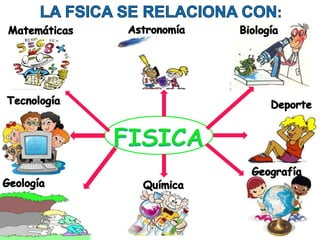 LA FSICA SE RELACIONA CON:
Matemáticas
Astronomía
Biología
Tecnología
Deporte
FISICA
Geografía
Geología
Química